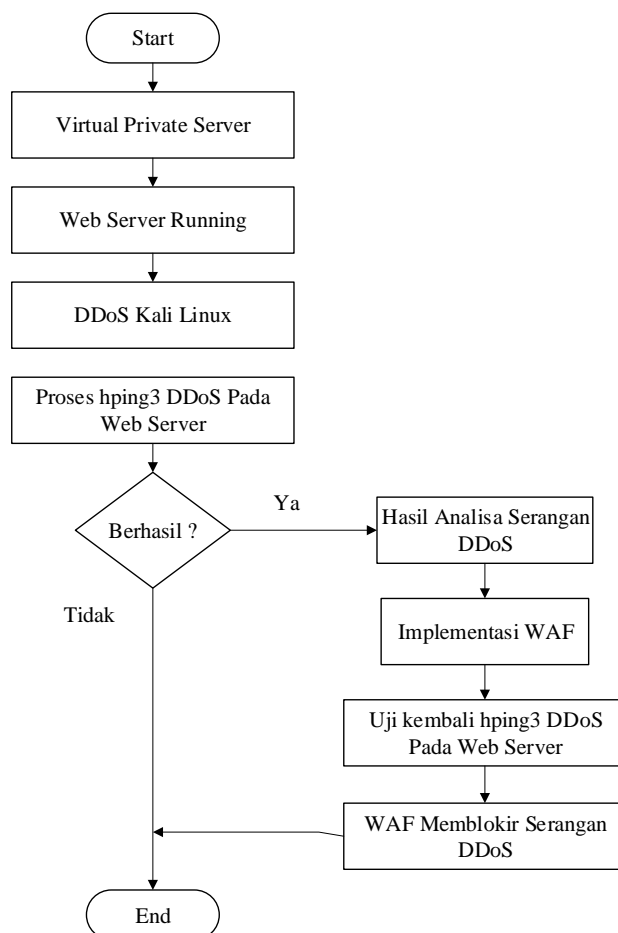 Start
Virtual Private Server
Web Server Running
DDoS Kali Linux
Proses hping3 DDoS Pada
Web Server
Berhasil ?
Ya
Tidak
Hasil Analisa Serangan
DDoS
Implementasi WAF
Uji kembali hping3 DDoS
Pada Web Server
WAF Memblokir Serangan
DDoS
End